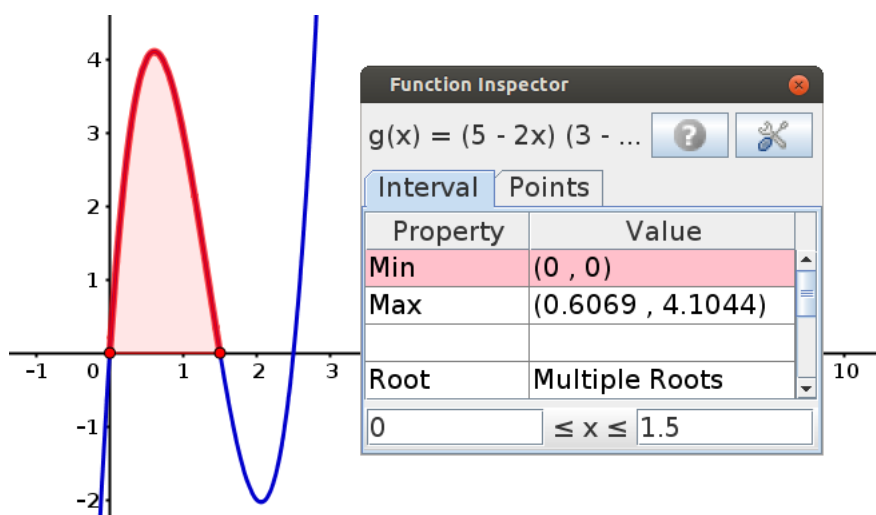 Function Inspector
g(x) = (5 - 2x) (3 - ...
Interval Points
Property Value
Min (0 , 0)
Max (0.6069 , 4.1044)
Root Multiple Roots
0 ≤ x ≤ 1.5
4
3
2
1
-1 0 1 2 3 10
-1
-2